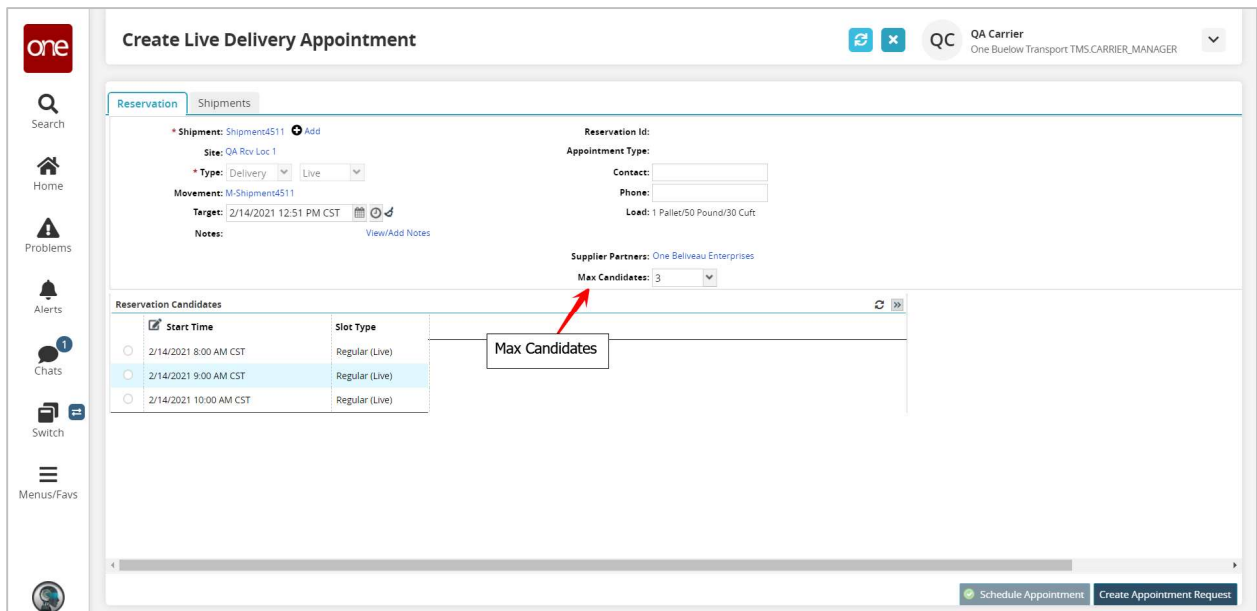 one
Create Live Delivery Appointment
QC
QA Carrier
One Buelow Transport TMS.CARRIER_MANAGER
Search
Home
Problems
Alerts
1
Chats
Switch
Menus/Favs
Reservation Shipments
* Shipment: Shipment4511 Add
Site: QA Rcv Loc 1
* Type: Delivery Live
Movement: M-Shipment4511
Target: 2/14/2021 12:51 PM CST
Notes: View/Add Notes
Reservation Id:
Appointment Type:
Contact:
Phone:
Load: 1 Pallet/50 Pound/30 Cuft
Supplier Partners: One Beliveau Enterprises
Max Candidates: 3
Reservation Candidates
Start Time Slot Type
2/14/2021 8:00 AM CST Regular (Live)
2/14/2021 9:00 AM CST Regular (Live)
2/14/2021 10:00 AM CST Regular (Live)
Max Candidates
Schedule Appointment Create Appointment Request